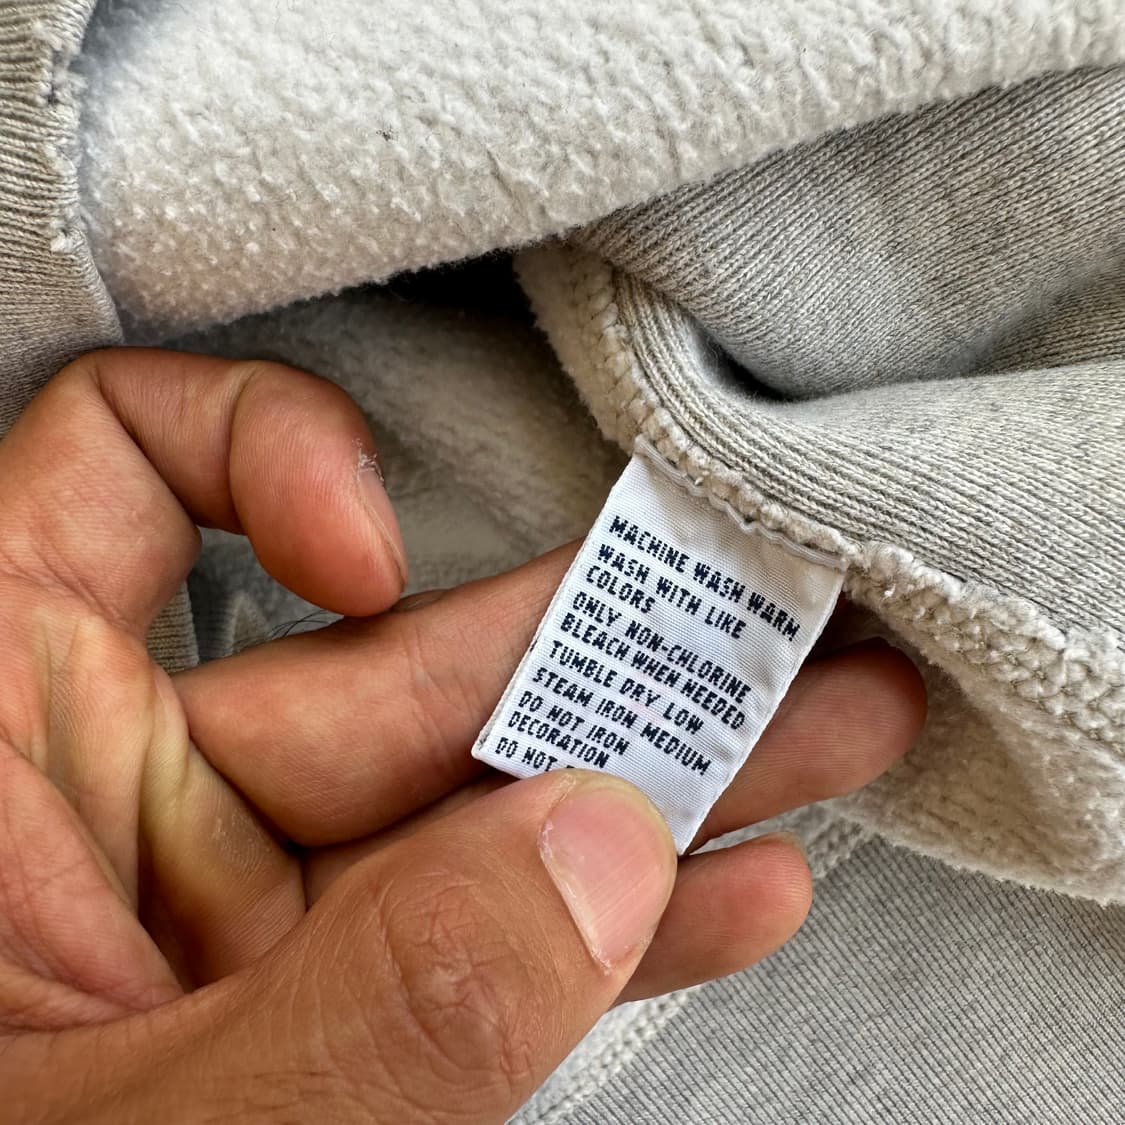 MACHINE WASH WARM
WASH WITH LIKE
COLORS
ONLY NON-CHLORINE
BLEACH WHEN NEEDED
TUMBLE DRY LOW
STEAM IRON MEDIUM
DO NOT IRON
DECORATION
DO NOT